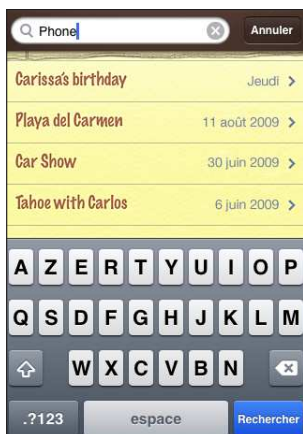 Phone Annuler
Carissa's birthday Jeudi
Playa del Carmen 11 août 2009
Car Show 30 juin 2009
Tahoe with Carlos 6 juin 2009
A Z E R T Y U I O P
Q S D F G H J K L M
W X C V B N
.?123 espace Rechercher